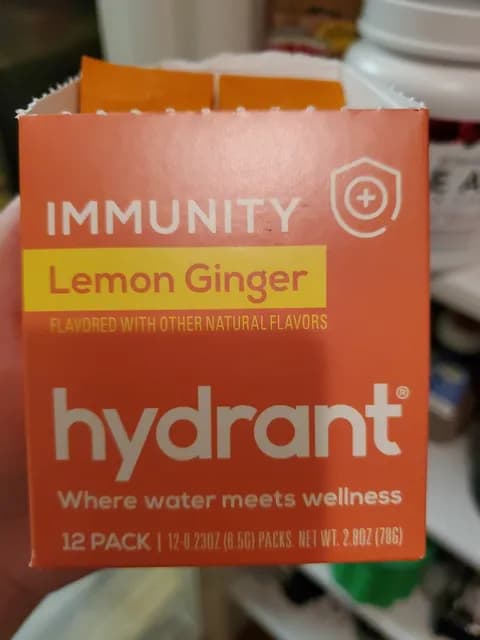 IMMUNITY
Lemon Ginger
FLAVORED WITH OTHER NATURAL FLAVORS
hydrant®
Where water meets wellness
12 PACK | 12-0.23OZ (6.5G) PACKS. NET WT. 2.8OZ (78G)
E A